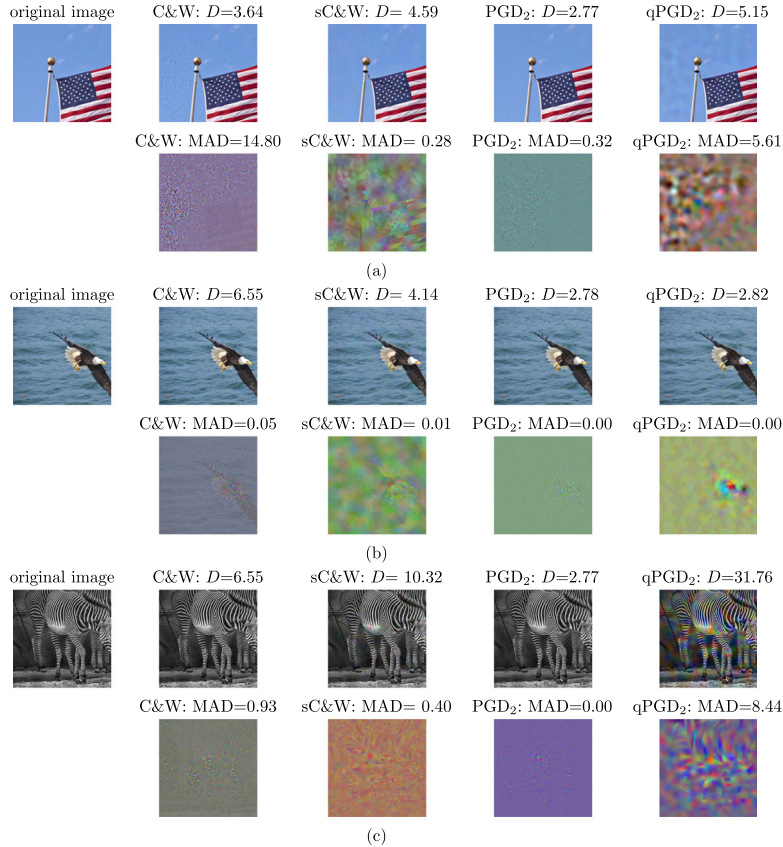 original image C&W: D=3.64 sC&W: D= 4.59 PGD₂: D=2.77 qPGD₂: D=5.15
C&W: MAD=14.80 sC&W: MAD= 0.28 PGD₂: MAD=0.32 qPGD₂: MAD=5.61
(a)
original image C&W: D=6.55 sC&W: D= 4.14 PGD₂: D=2.78 qPGD₂: D=2.82
C&W: MAD=0.05 sC&W: MAD= 0.01 PGD₂: MAD=0.00 qPGD₂: MAD=0.00
(b)
original image C&W: D=6.55 sC&W: D= 10.32 PGD₂: D=2.77 qPGD₂: D=31.76
C&W: MAD=0.93 sC&W: MAD= 0.40 PGD₂: MAD=0.00 qPGD₂: MAD=8.44
(c)